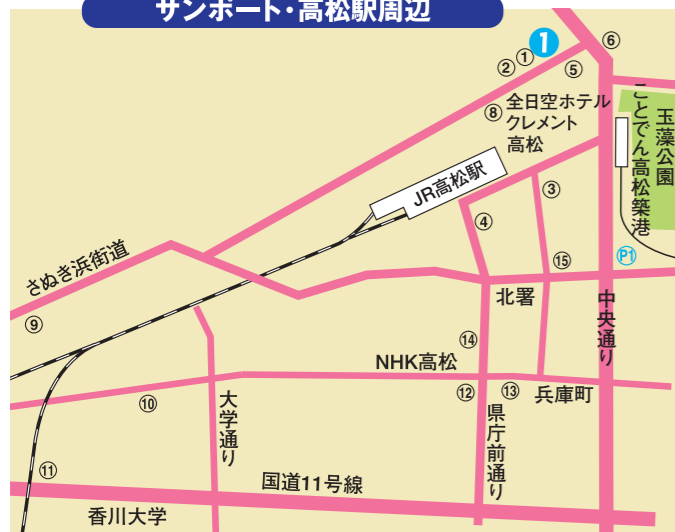 サンポート・高松駅周辺
1
⑥
①
②
⑤
⑧
全日空ホテル
クレメント
高松
玉藻公園
ことでん高松築港
JR高松駅
③
④
さぬき浜街道
⑮
P1
北署
中央通り
⑨
⑭
NHK高松
⑫
⑬
兵庫町
⑩
大学通り
県庁前通り
⑪
国道11号線
香川大学